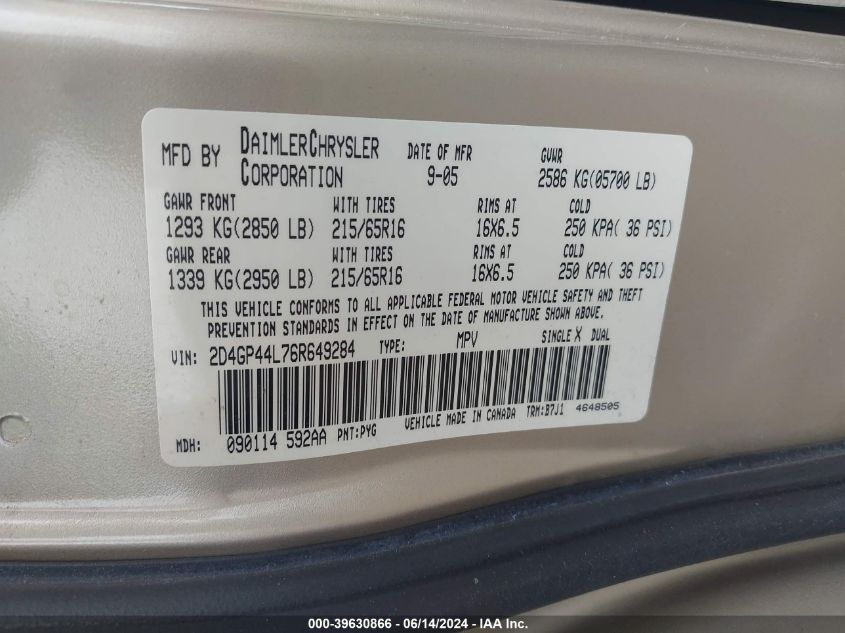 MFD BY DAIMLERCHRYSLER CORPORATION DATE OF MFR 9-05 GVWR 2586 KG(05700 LB)
GAWR FRONT WITH TIRES RIMS AT COLD
1293 KG(2850 LB) 215/65R16 16X6.5 250 KPA( 36 PSI)
GAWR REAR WITH TIRES RIMS AT COLD
1339 KG(2950 LB) 215/65R16 16X6.5 250 KPA( 36 PSI)
THIS VEHICLE CONFORMS TO ALL APPLICABLE FEDERAL MOTOR VEHICLE SAFETY AND THEFT
PREVENTION STANDARDS IN EFFECT ON THE DATE OF MANUFACTURE SHOWN ABOVE.
VIN: 2D4GP44L76R649284 TYPE: MPV SINGLE X DUAL
MDH: 090114 592AA PNT:PYG VEHICLE MADE IN CANADA TRM:B7J1 4648505
000-39630866 - 06/14/2024 - IAA Inc.